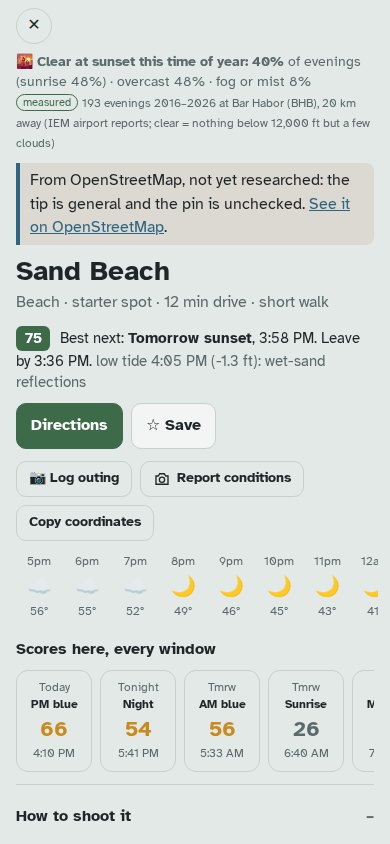 ✕
🌇 Clear at sunset this time of year: 40% of evenings
(sunrise 48%) · overcast 48% · fog or mist 8%
measured 193 evenings 2016–2026 at Bar Habor (BHB), 20 km
away (IEM airport reports; clear = nothing below 12,000 ft but a few
clouds)
From OpenStreetMap, not yet researched: the
tip is general and the pin is unchecked. See it
on OpenStreetMap.
Sand Beach
Beach · starter spot · 12 min drive · short walk
75 Best next: Tomorrow sunset, 3:58 PM. Leave
by 3:36 PM. low tide 4:05 PM (-1.3 ft): wet-sand
reflections
Directions ☆ Save
📷 Log outing Report conditions
Copy coordinates
5pm 6pm 7pm 8pm 9pm 10pm 11pm 12a
56° 55° 52° 49° 46° 45° 43° 41
Scores here, every window
Today Tonight Tmrw Tmrw
PM blue Night AM blue Sunrise M
66 54 56 26
4:10 PM 5:41 PM 5:33 AM 6:40 AM 7
How to shoot it –